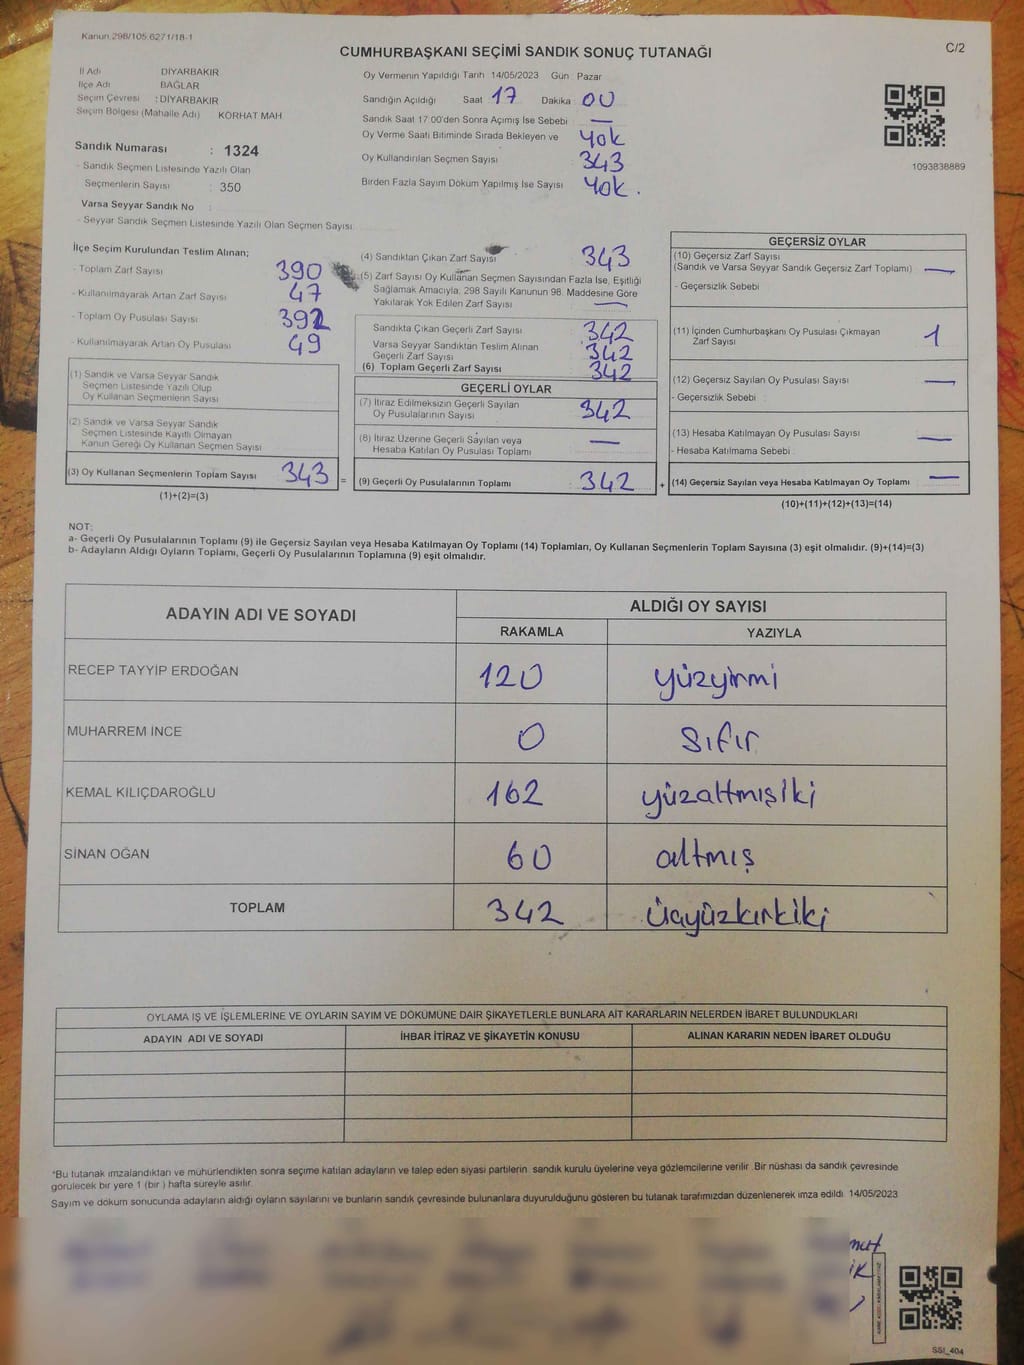 Kanun 298/105.6271/18-1
CUMHURBAŞKANI SEÇİMİ SANDIK SONUÇ TUTANAĞI
C/2
İl Adı DİYARBAKIR
İlçe Adı BAĞLAR
Seçim Çevresi : DİYARBAKIR
Seçim Bölgesi (Mahalle Adı) KORHAT MAH
Sandık Numarası : 1324
- Sandık Seçmen Listesinde Yazılı Olan
Seçmenlerin Sayısı : 350
Varsa Seyyar Sandık No :
- Seyyar Sandık Seçmen Listesinde Yazılı Olan Seçmen Sayısı:
Oy Vermenin Yapıldığı Tarih 14/05/2023 Gün Pazar
Sandığın Açıldığı Saat 17 Dakika 00
Sandık Saat 17:00'den Sonra Açımış İse Sebebi —
Oy Verme Saati Bitiminde Sırada Bekleyen ve Yok
Oy Kullandırılan Seçmen Sayısı 343
Birden Fazla Sayım Döküm Yapılmış İse Sayısı Yok.
1093838889
İlçe Seçim Kurulundan Teslim Alınan;
- Toplam Zarf Sayısı 390
- Kullanılmayarak Artan Zarf Sayısı 47
- Toplam Oy Pusulası Sayısı 392
- Kullanılmayarak Artan Oy Pusulası 49
(1) Sandık ve Varsa Seyyar Sandık
Seçmen Listesinde Yazılı Olup
Oy Kullanan Seçmenlerin Sayısı
(2) Sandık ve Varsa Seyyar Sandık
Seçmen Listesinde Kayıtlı Olmayan
Kanun Gereği Oy Kullanan Seçmen Sayısı
(3) Oy Kullanan Seçmenlerin Toplam Sayısı 343 =
(1)+(2)=(3)
(4) Sandıktan Çıkan Zarf Sayısı 343
(5) Zarf Sayısı Oy Kullanan Seçmen Sayısından Fazla İse, Eşitliği
Sağlamak Amacıyla, 298 Sayılı Kanunun 98. Maddesine Göre
Yakılarak Yok Edilen Zarf Sayısı —
Sandıkta Çıkan Geçerli Zarf Sayısı 342
Varsa Seyyar Sandıktan Teslim Alınan
Geçerli Zarf Sayısı 342
(6) Toplam Geçerli Zarf Sayısı 342
GEÇERLİ OYLAR
(7) İtiraz Edilmeksizin Geçerli Sayılan
Oy Pusulalarının Sayısı 342
(8) İtiraz Üzerine Geçerli Sayılan veya
Hesaba Katılan Oy Pusulası Toplamı —
(9) Geçerli Oy Pusulalarının Toplamı 342 +
GEÇERSİZ OYLAR
(10) Geçersiz Zarf Sayısı
(Sandık ve Varsa Seyyar Sandık Geçersiz Zarf Toplamı) —
- Geçersizlik Sebebi
(11) İçinden Cumhurbaşkanı Oy Pusulası Çıkmayan
Zarf Sayısı 1
(12) Geçersiz Sayılan Oy Pusulası Sayısı —
- Geçersizlik Sebebi :
(13) Hesaba Katılmayan Oy Pusulası Sayısı —
- Hesaba Katılmama Sebebi :
(14) Geçersiz Sayılan veya Hesaba Katılmayan Oy Toplamı —
(10)+(11)+(12)+(13)=(14)
NOT:
a- Geçerli Oy Pusulalarının Toplamı (9) ile Geçersiz Sayılan veya Hesaba Katılmayan Oy Toplamı (14) Toplamları, Oy Kullanan Seçmenlerin Toplam Sayısına (3) eşit olmalıdır. (9)+(14)=(3)
b- Adayların Aldığı Oyların Toplamı, Geçerli Oy Pusulalarının Toplamına (9) eşit olmalıdır.
ADAYIN ADI VE SOYADI
ALDIĞI OY SAYISI
RAKAMLA YAZIYLA
RECEP TAYYİP ERDOĞAN 120 yüzyirmi
MUHARREM İNCE 0 Sıfır
KEMAL KILIÇDAROĞLU 162 yüzaltmışiki
SİNAN OĞAN 60 altmış
TOPLAM 342 üçyüzkırkiki
OYLAMA İŞ VE İŞLEMLERİNE VE OYLARIN SAYIM VE DÖKÜMÜNE DAİR ŞİKAYETLERLE BUNLARA AİT KARARLARIN NELERDEN İBARET BULUNDUKLARI
ADAYIN ADI VE SOYADI İHBAR İTİRAZ VE ŞİKAYETİN KONUSU ALINAN KARARIN NEDEN İBARET OLDUĞU
*Bu tutanak imzalandıktan ve mühürlendikten sonra seçime katılan adayların ve talep eden siyasi partilerin sandık kurulu üyelerine veya gözlemcilerine verilir. Bir nüshası da sandık çevresinde
görülecek bir yere 1 (bir) hafta süreyle asılır.
Sayım ve döküm sonucunda adayların aldığı oyların sayılarını ve bunların sandık çevresinde bulunanlara duyurulduğunu gösteren bu tutanak tarafımızdan düzenlenerek imza edildi 14/05/2023
SSI_404